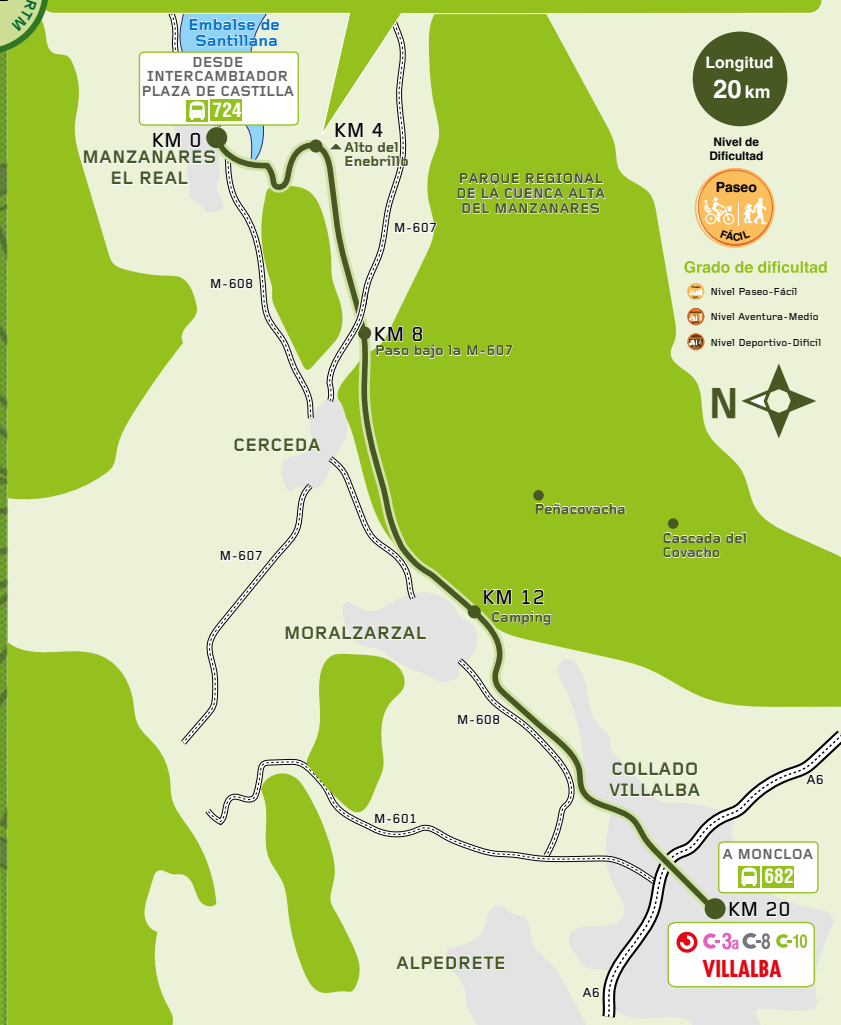 RTM
Embalse de
Santillana
DESDE
INTERCAMBIADOR
PLAZA DE CASTILLA
724
KM 0
MANZANARES
EL REAL
KM 4
Alto del
Enebrillo
PARQUE REGIONAL
DE LA CUENCA ALTA
DEL MANZANARES
Longitud
20 km
Nivel de
Dificultad
Paseo
FÁCIL
Grado de dificultad
Nivel Paseo-Fácil
Nivel Aventura-Medio
Nivel Deportivo-Dificil
N
M-607
M-608
KM 8
Paso bajo la M-607
CERCEDA
Peñacovacha
Cascada del
Covacho
M-607
KM 12
Camping
MORALZARZAL
M-608
COLLADO
VILLALBA
A6
M-601
A MONCLOA
682
KM 20
C-3a C-8 C-10
VILLALBA
ALPEDRETE
A6